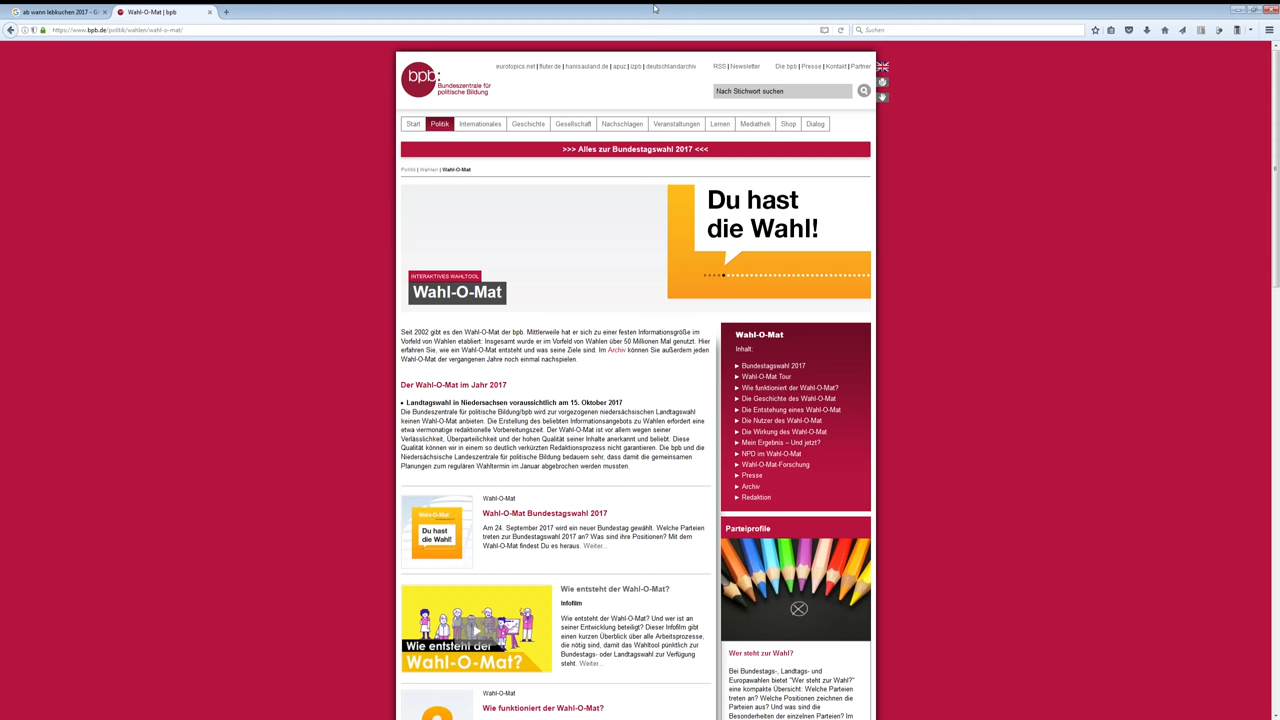 ab wann lebkuchen 2017 - G
Wahl-O-Mat | bpb
https://www.bpb.de/politik/wahlen/wahl-o-mat/
Suchen
bpb:
Bundeszentrale für
politische Bildung
eurotopics.net | fluter.de | hanisauland.de | apuz | izpb | deutschlandarchiv
RSS | Newsletter
Die bpb | Presse | Kontakt | Partner
Nach Stichwort suchen
Start Politik Internationales Geschichte Gesellschaft Nachschlagen Veranstaltungen Lernen Mediathek Shop Dialog
>>> Alles zur Bundestagswahl 2017 <<<
Politik | Wahlen | Wahl-O-Mat
Du hast
die Wahl!
INTERAKTIVES WAHLTOOL
Wahl-O-Mat
Seit 2002 gibt es den Wahl-O-Mat der bpb. Mittlerweile hat er sich zu einer festen Informationsgröße im
Vorfeld von Wahlen etabliert: Insgesamt wurde er im Vorfeld von Wahlen über 50 Millionen Mal genutzt. Hier
erfahren Sie, wie ein Wahl-O-Mat entsteht und was seine Ziele sind. Im Archiv können Sie außerdem jeden
Wahl-O-Mat der vergangenen Jahre noch einmal nachspielen.
Der Wahl-O-Mat im Jahr 2017
• Landtagswahl in Niedersachsen voraussichtlich am 15. Oktober 2017
Die Bundeszentrale für politische Bildung/bpb wird zur vorgezogenen niedersächsischen Landtagswahl
keinen Wahl-O-Mat anbieten. Die Erstellung des beliebten Informationsangebots zu Wahlen erfordert eine
etwa viermonatige redaktionelle Vorbereitungszeit. Der Wahl-O-Mat ist vor allem wegen seiner
Verlässlichkeit, Überparteilichkeit und der hohen Qualität seiner Inhalte anerkannt und beliebt. Diese
Qualität können wir in einem so deutlich verkürzten Redaktionsprozess nicht garantieren. Die bpb und die
Niedersächsische Landeszentrale für politische Bildung bedauern sehr, dass damit die gemeinsamen
Planungen zum regulären Wahltermin im Januar abgebrochen werden mussten.
Wahl-O-Mat
Du hast
die Wahl!
Wahl-O-Mat
Wahl-O-Mat Bundestagswahl 2017
Am 24. September 2017 wird ein neuer Bundestag gewählt. Welche Parteien
treten zur Bundestagswahl 2017 an? Was sind ihre Positionen? Mit dem
Wahl-O-Mat findest Du es heraus. Weiter...
Wie entsteht der
Wahl-O-Mat?
Wie entsteht der Wahl-O-Mat?
Infofilm
Wie entsteht der Wahl-O-Mat? Und wer ist an
seiner Entwicklung beteiligt? Dieser Infofilm gibt
einen kurzen Überblick über alle Arbeitsprozesse,
die nötig sind, damit das Wahltool pünktlich zur
Bundestags- oder Landtagswahl zur Verfügung
steht. Weiter...
Wahl-O-Mat
Wie funktioniert der Wahl-O-Mat?
Wahl-O-Mat
Inhalt:
Bundestagswahl 2017
Wahl-O-Mat Tour
Wie funktioniert der Wahl-O-Mat?
Die Geschichte des Wahl-O-Mat
Die Entstehung eines Wahl-O-Mat
Die Nutzer des Wahl-O-Mat
Die Wirkung des Wahl-O-Mat
Mein Ergebnis – Und jetzt?
NPD im Wahl-O-Mat
Wahl-O-Mat-Forschung
Presse
Archiv
Redaktion
Parteiprofile
Wer steht zur Wahl?
Bei Bundestags-, Landtags- und
Europawahlen bietet "Wer steht zur Wahl?"
eine kompakte Übersicht: Welche Parteien
treten an? Welche Positionen zeichnen die
Parteien aus? Und was sind die
Besonderheiten der einzelnen Parteien? Im